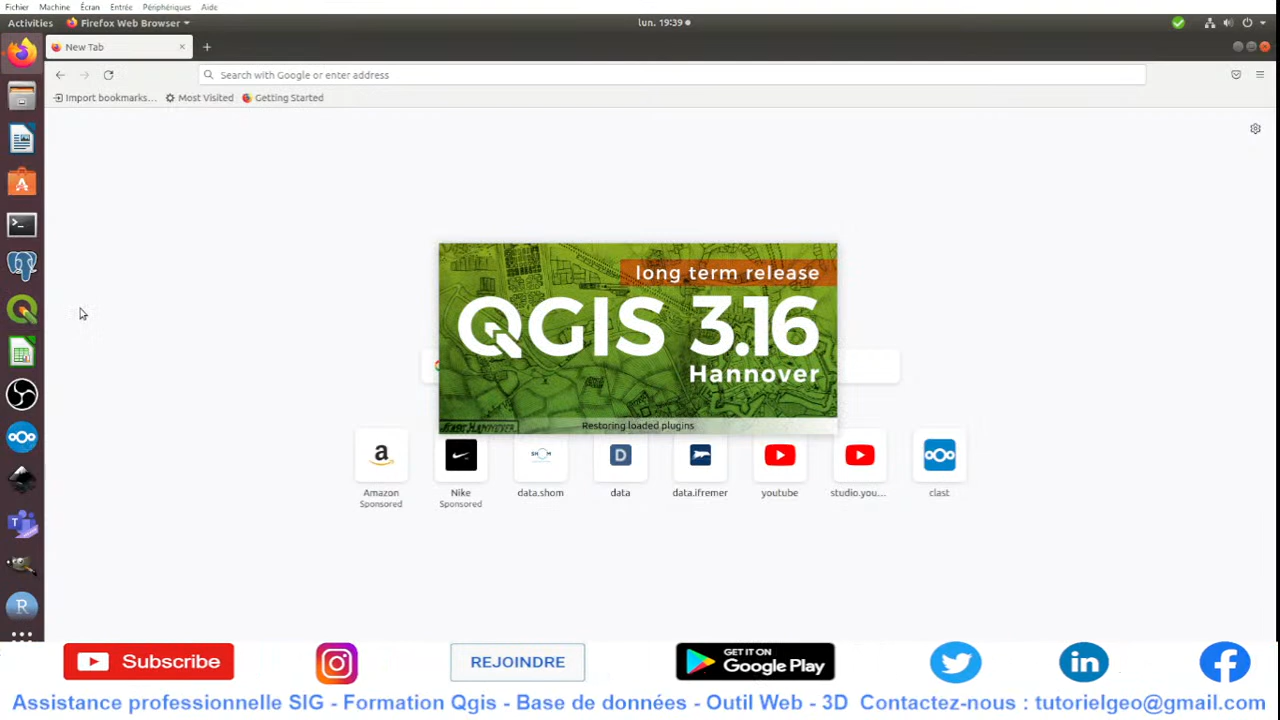 Fichier Machine Écran Entrée Périphériques Aide
Activities Firefox Web Browser lun. 19:39
New Tab
Search with Google or enter address
Import bookmarks... Most Visited Getting Started
long term release
QGIS 3.16
Hannover
Restoring loaded plugins
Amazon Nike data.shom data data.ifremer youtube studio.you... clast
Sponsored Sponsored
Subscribe REJOINDRE GET IT ON Google Play
Assistance professionnelle SIG - Formation Qgis - Base de données - Outil Web - 3D Contactez-nous : tutorielgeo@gmail.com